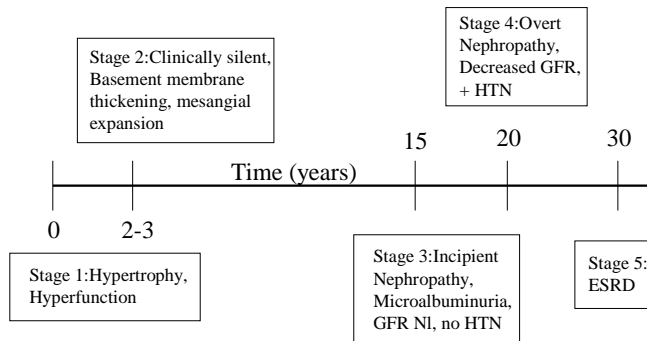 Stage 2:Clinically silent,
Basement membrane
thickening, mesangial
expansion
Stage 4:Overt
Nephropathy,
Decreased GFR,
+ HTN
15
20
30
Time (years)
0
2-3
Stage 1:Hypertrophy,
Hyperfunction
Stage 3:Incipient
Nephropathy,
Microalbuminuria,
GFR Nl, no HTN
Stage 5:
ESRD